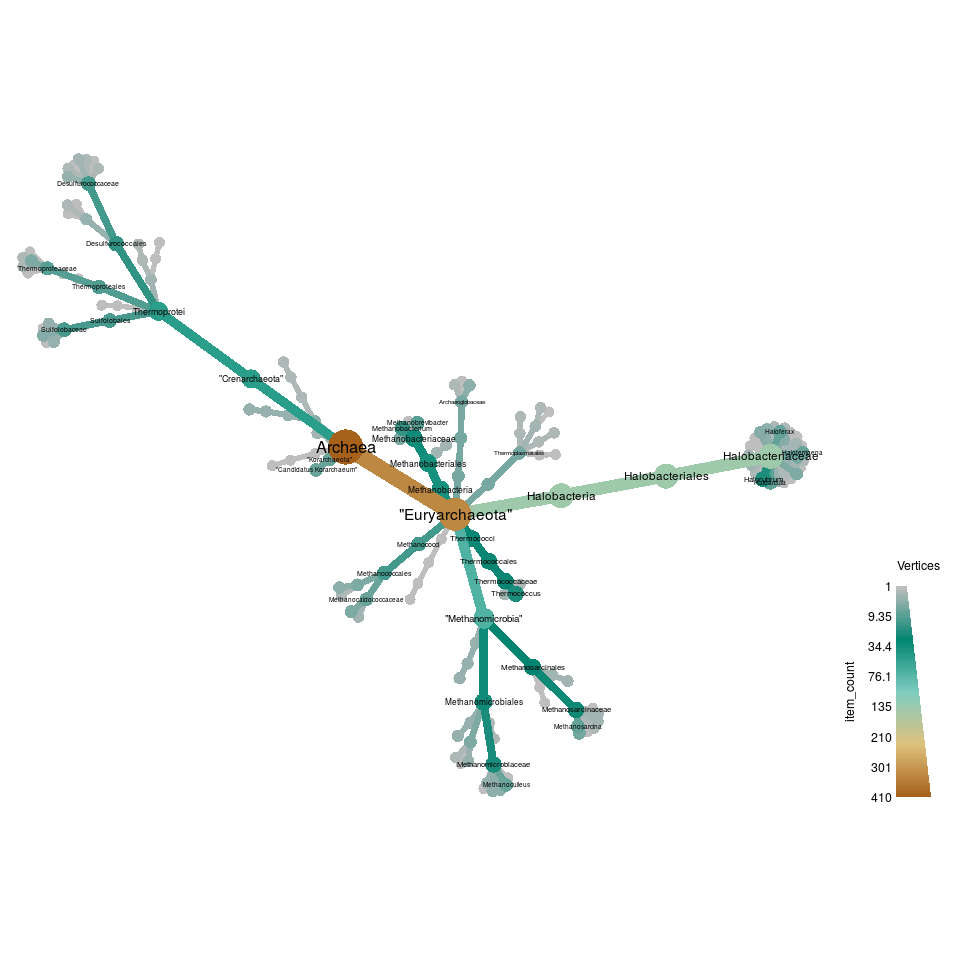 Desulfurococcaceae
Desulfurococcales
Thermoproteaceae
Thermoproteales
Thermoprotei
Sulfolobales
Sulfolobaceae
"Crenarchaeota"
Archaea
"Korarchaeota"
"Candidatus Korarchaeum"
Archaeoglobaceae
Methanobrevibacter
Methanobacterium
Methanobacteriaceae
Methanobacteriales
Methanobacteria
Thermoplasmatales
Haloferax
Halobacteriaceae
Halorubrum
Halobacteriales
Halobacteria
"Euryarchaeota"
Thermococci
Methanococci
Thermococcales
Methanococcales
Thermococcaceae
Thermococcus
Methanocaldococcaceae
"Methanomicrobia"
Methanosarcinales
Methanomicrobiales
Methanosarcinaceae
Methanosarcina
Methanomicrobiaceae
Methanoculleus
Vertices
1
9.35
34.4
76.1
135
210
301
410
item_count